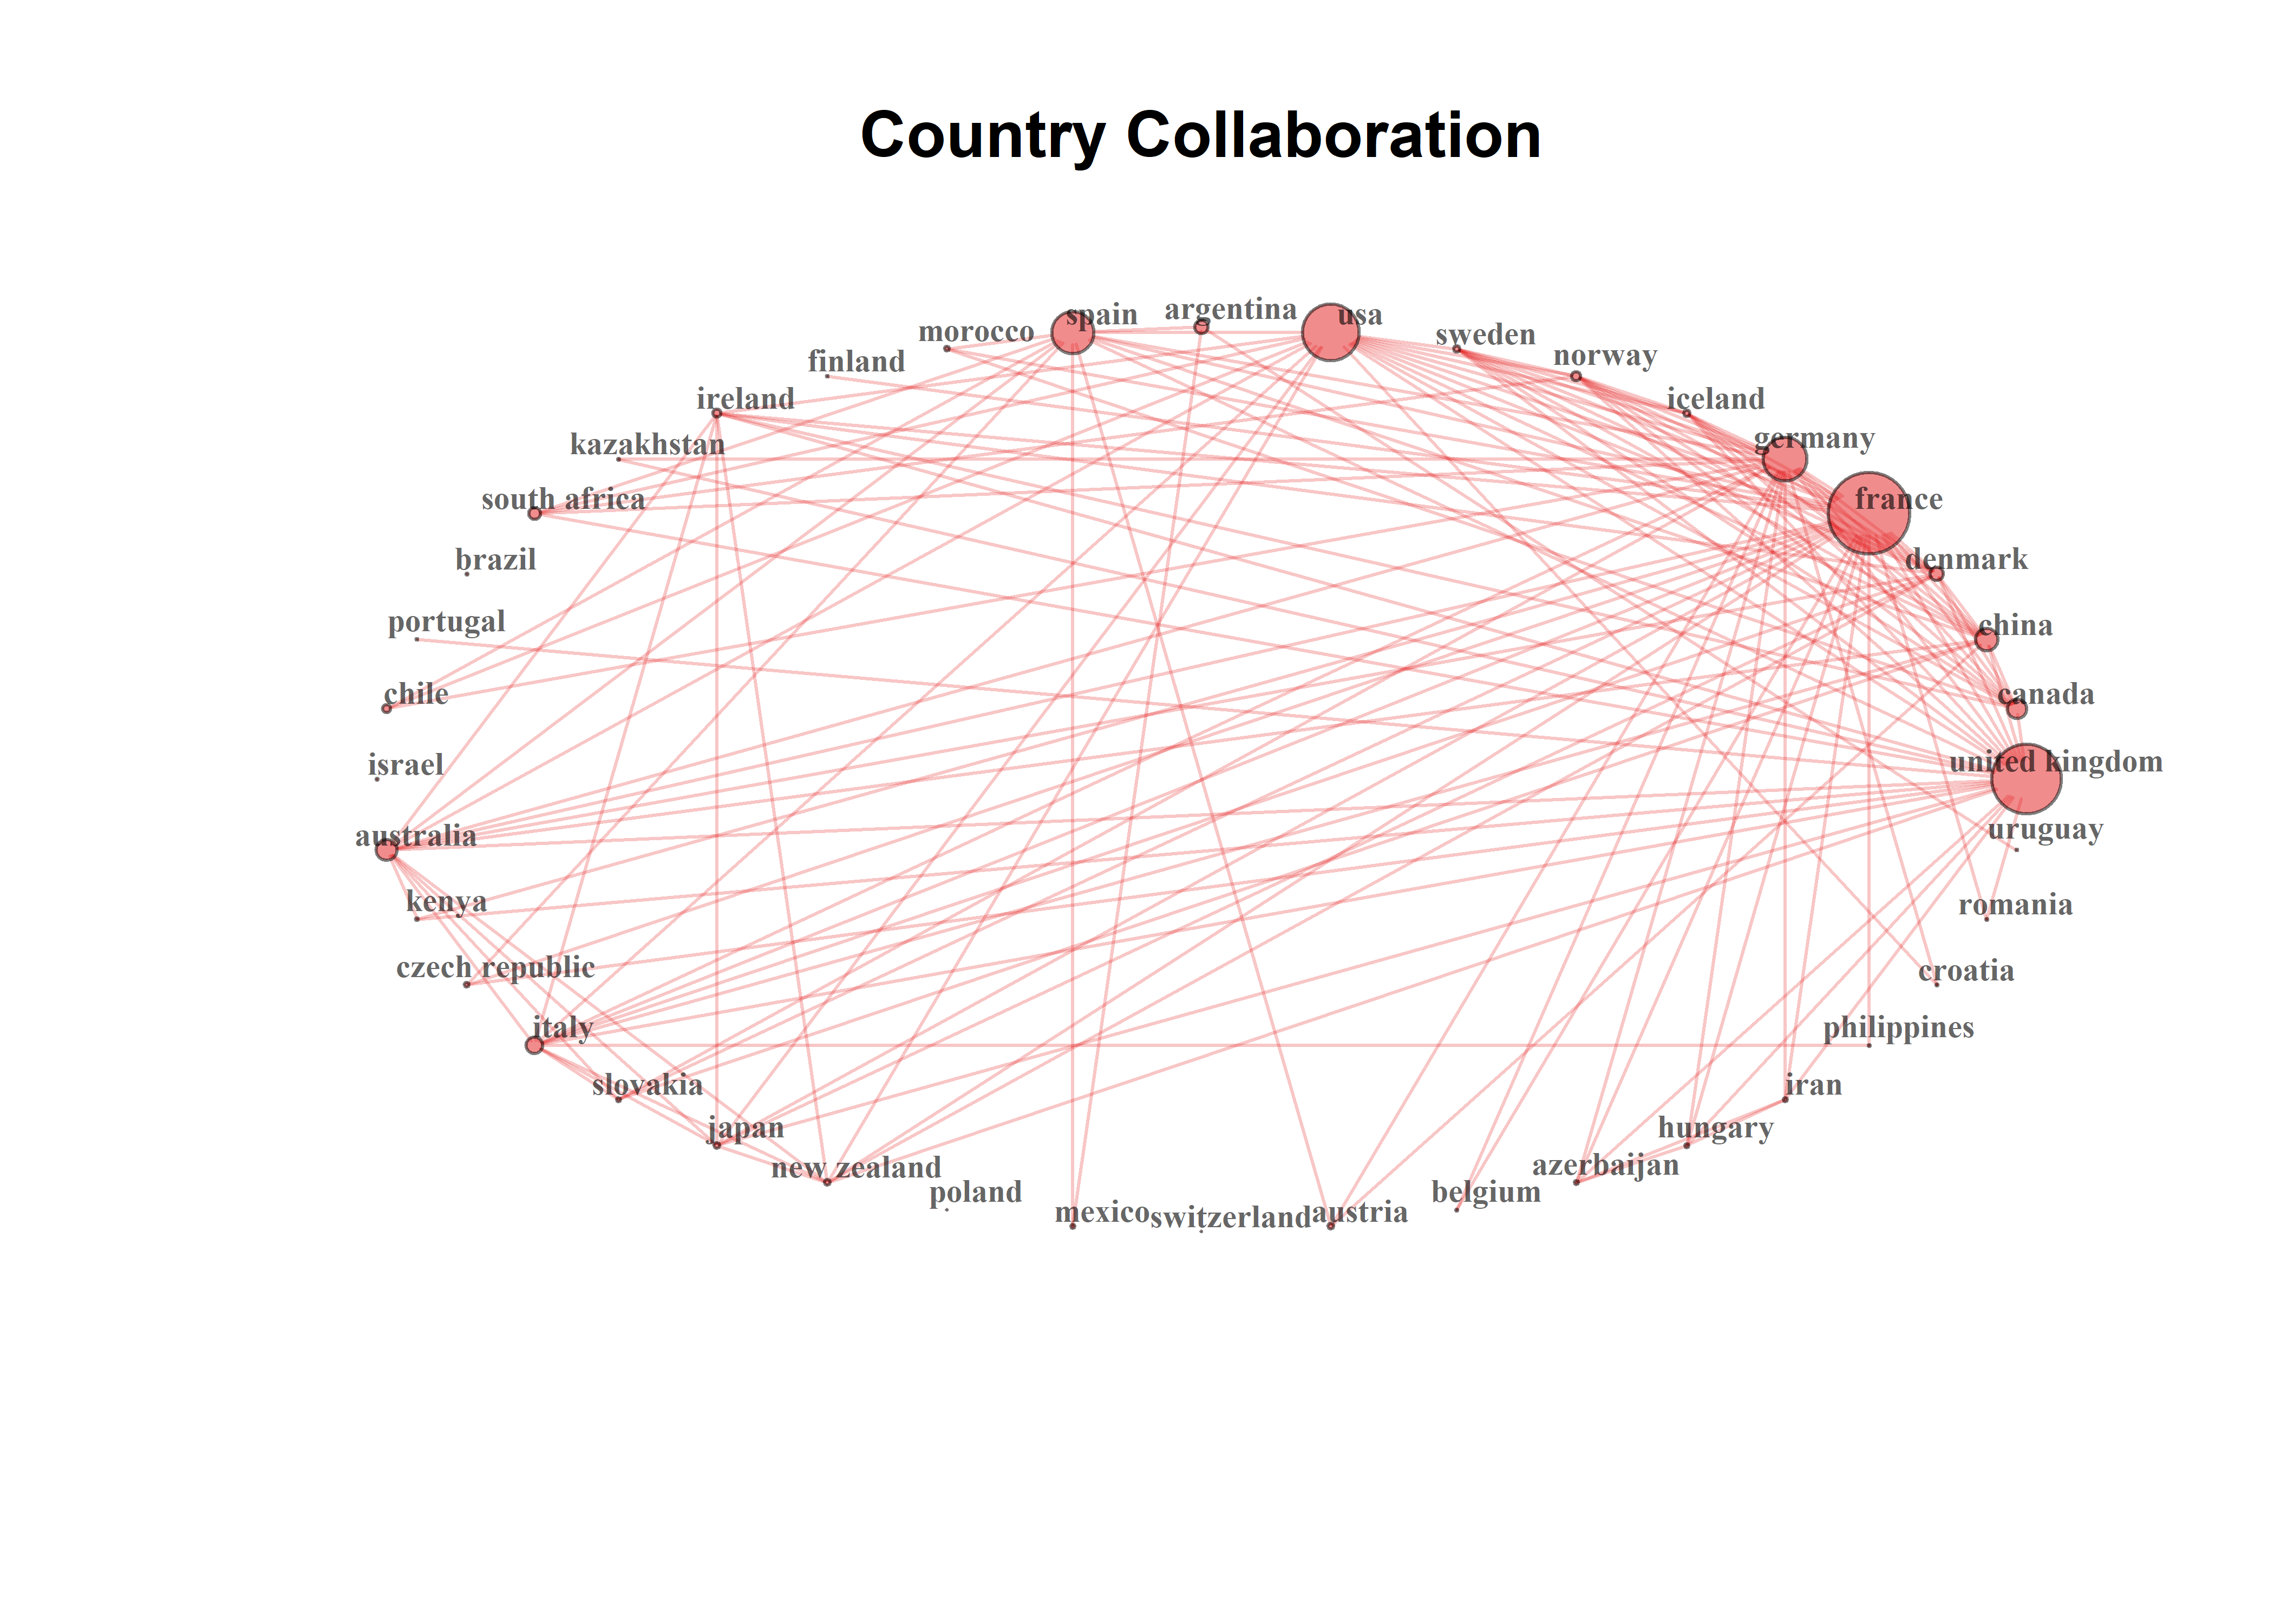 Country Collaboration
argentina
usa
spain
morocco
sweden
finland
norway
ireland
iceland
kazakhstan
germany
south africa
france
brazil
denmark
portugal
china
chile
canada
israel
united kingdom
australia
uruguay
kenya
romania
czech republic
croatia
italy
philippines
slovakia
iran
japan
hungary
new zealand
azerbaijan
poland
belgium
mexico
switzerland
austria